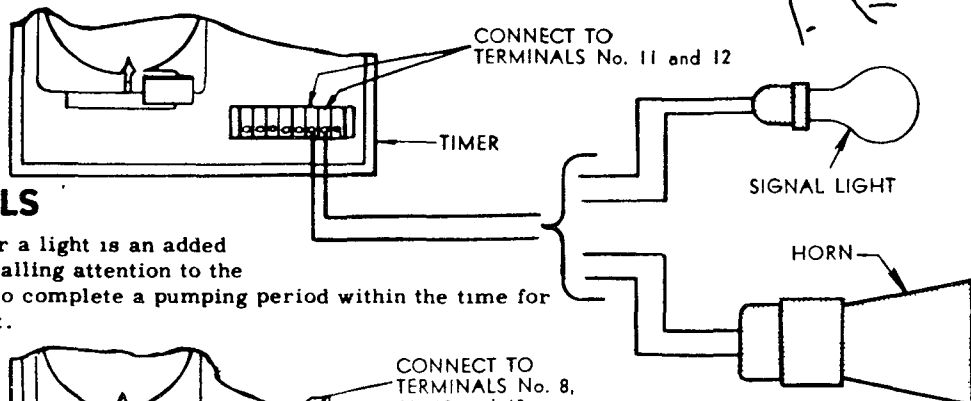 CONNECT TO
TERMINALS No. 11 and 12
TIMER
SIGNAL LIGHT
LS
r a light is an added
alling attention to the
o complete a pumping period within the time for
HORN
CONNECT TO
TERMINALS No. 8,